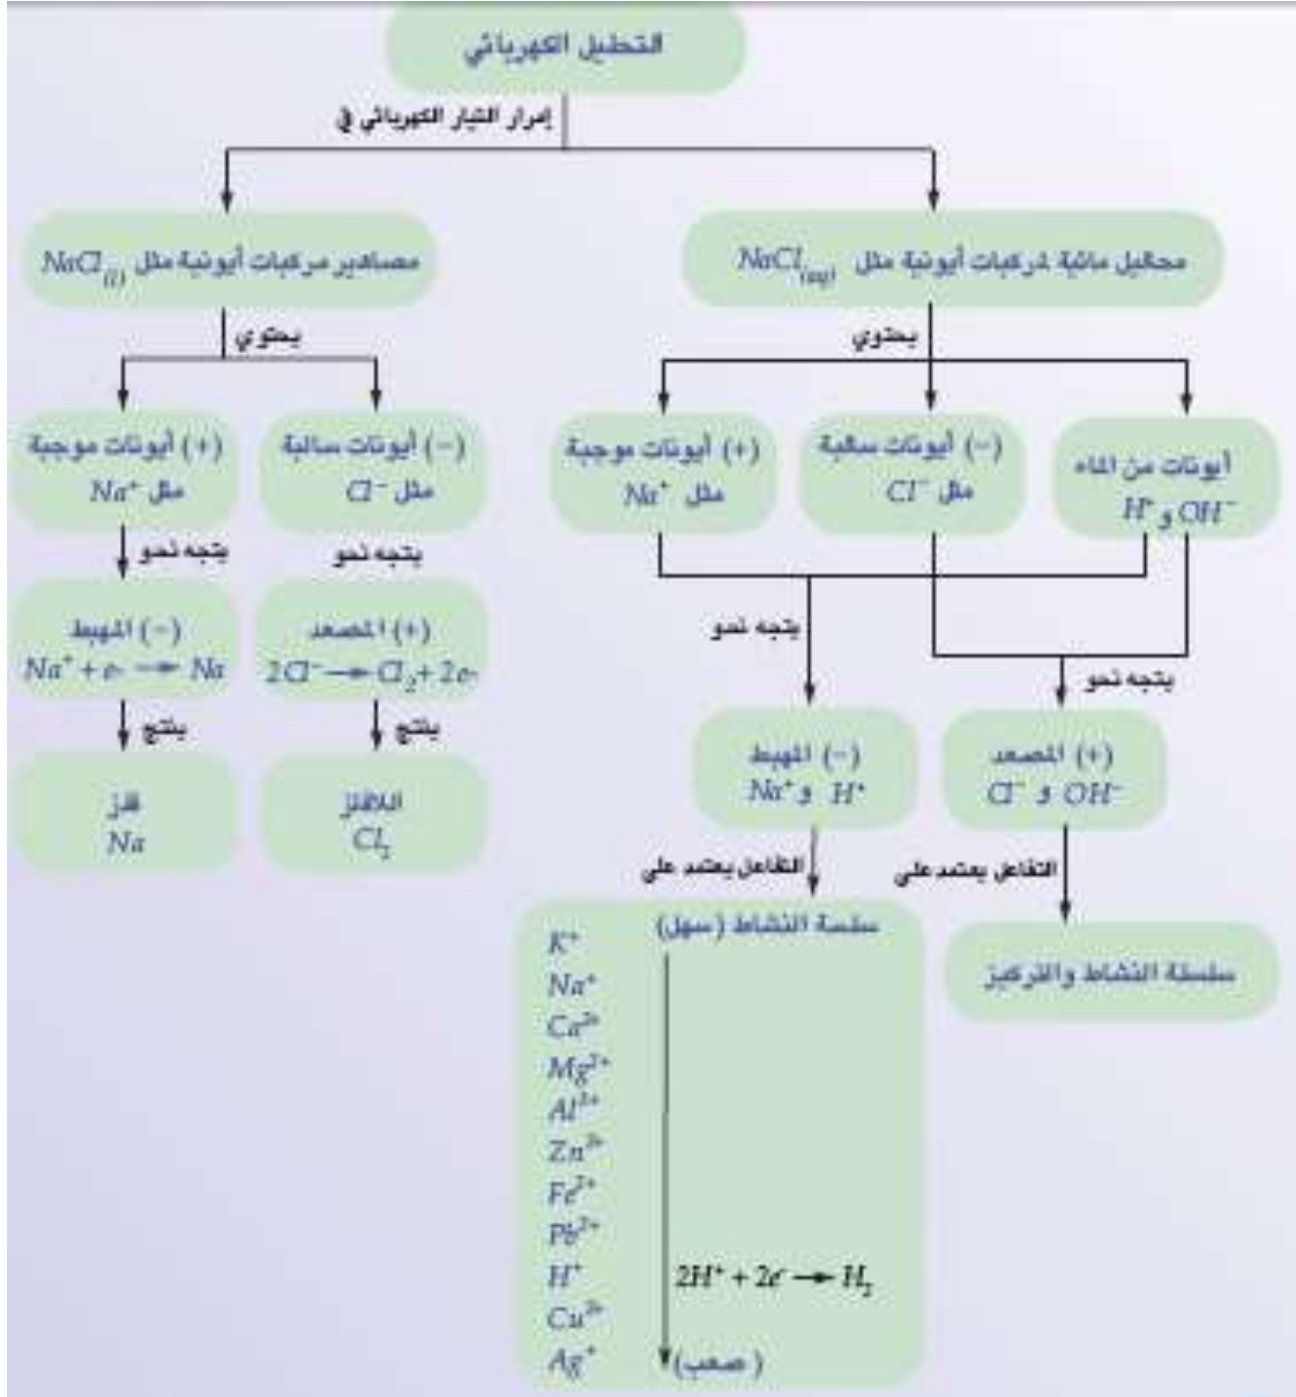 التحليل الكهربائي
إمرار التيار الكهربائي في
محاليل مائية لمركبات أيونية مثل NaCl(aq)
مصاهير مركبات أيونية مثل NaCl(l)
يحتوي
يحتوي
أيونات من الماء
H⁺ و OH⁻
(−) أيونات سالبة
مثل Cl⁻
(+) أيونات موجبة
مثل Na⁺
(−) أيونات سالبة
مثل Cl⁻
(+) أيونات موجبة
مثل Na⁺
يتجه نحو
يتجه نحو
يتجه نحو
يتجه نحو
(+) المصعد
Cl⁻ و OH⁻
(−) المهبط
Na⁺ و H⁺
(+) المصعد
2Cl⁻ → Cl₂ + 2e-
(−) المهبط
Na⁺ + e- → Na
ينتج
ينتج
اللافلز
Cl₂
فلز
Na
التفاعل يعتمد على
التفاعل يعتمد على
سلسلة النشاط والتركيز
سلسة النشاط (سهل)
K⁺
Na⁺
Ca²⁺
Mg²⁺
Al³⁺
Zn²⁺
Fe²⁺
Pb²⁺
H⁺
2H⁺ + 2e⁻ → H₂
Cu²⁺
Ag⁺
(صعب)